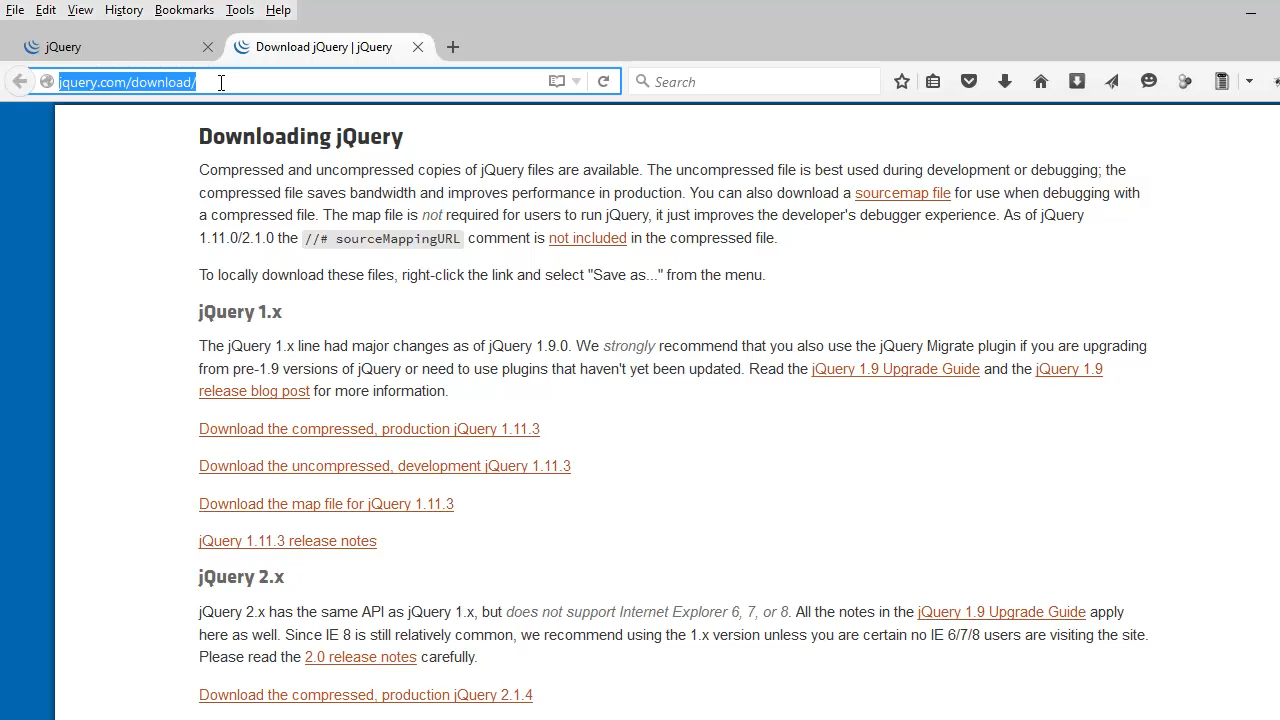 File Edit View History Bookmarks Tools Help
jQuery Download jQuery | jQuery
jquery.com/download/ Search
Downloading jQuery
Compressed and uncompressed copies of jQuery files are available. The uncompressed file is best used during development or debugging; the
compressed file saves bandwidth and improves performance in production. You can also download a sourcemap file for use when debugging with
a compressed file. The map file is not required for users to run jQuery, it just improves the developer's debugger experience. As of jQuery
1.11.0/2.1.0 the //# sourceMappingURL comment is not included in the compressed file.
To locally download these files, right-click the link and select "Save as..." from the menu.
jQuery 1.x
The jQuery 1.x line had major changes as of jQuery 1.9.0. We strongly recommend that you also use the jQuery Migrate plugin if you are upgrading
from pre-1.9 versions of jQuery or need to use plugins that haven't yet been updated. Read the jQuery 1.9 Upgrade Guide and the jQuery 1.9
release blog post for more information.
Download the compressed, production jQuery 1.11.3
Download the uncompressed, development jQuery 1.11.3
Download the map file for jQuery 1.11.3
jQuery 1.11.3 release notes
jQuery 2.x
jQuery 2.x has the same API as jQuery 1.x, but does not support Internet Explorer 6, 7, or 8. All the notes in the jQuery 1.9 Upgrade Guide apply
here as well. Since IE 8 is still relatively common, we recommend using the 1.x version unless you are certain no IE 6/7/8 users are visiting the site.
Please read the 2.0 release notes carefully.
Download the compressed, production jQuery 2.1.4